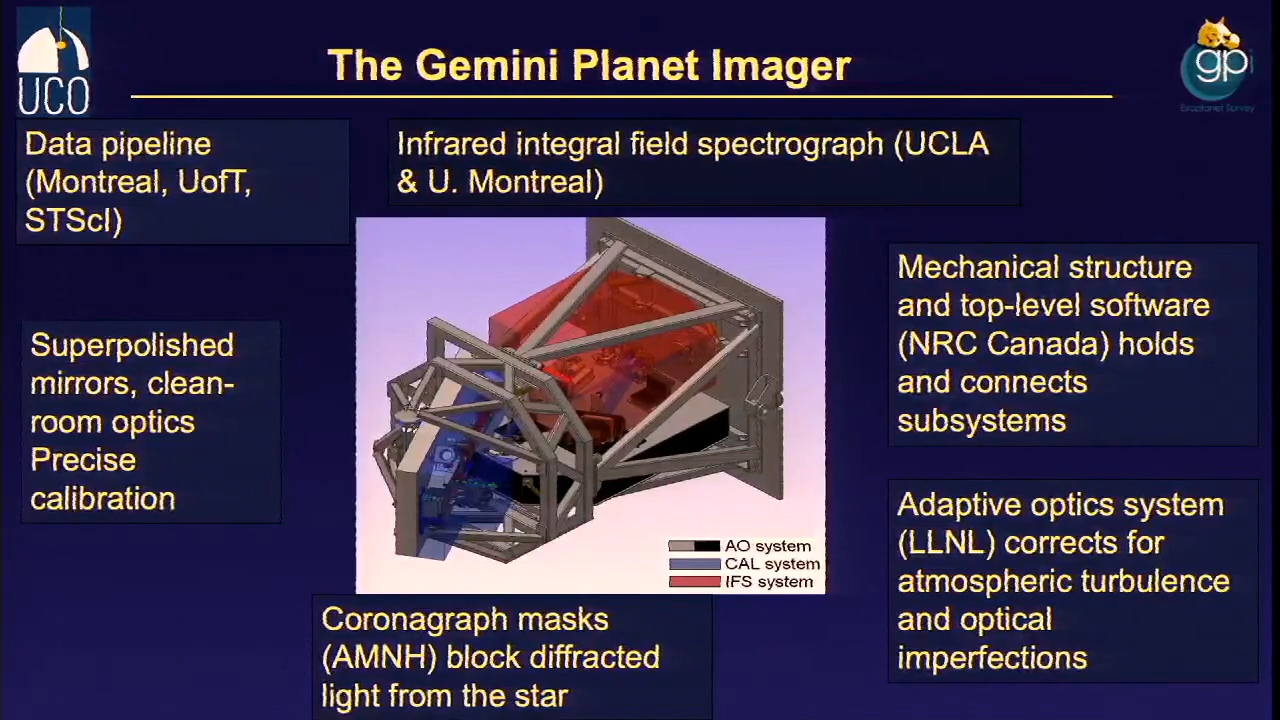 The Gemini Planet Imager
UCO
gpi
Exoplanet Survey
Data pipeline
(Montreal, UofT,
STScI)
Infrared integral field spectrograph (UCLA
& U. Montreal)
Mechanical structure
and top-level software
(NRC Canada) holds
and connects
subsystems
Superpolished
mirrors, clean-
room optics
Precise
calibration
Adaptive optics system
(LLNL) corrects for
atmospheric turbulence
and optical
imperfections
AO system
CAL system
IFS system
Coronagraph masks
(AMNH) block diffracted
light from the star